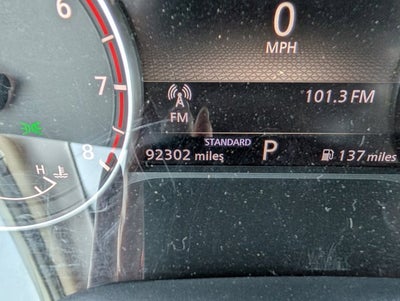 6
7
8
H
0
MPH
FM
101.3 FM
STANDARD
92302 miles
P
137 miles